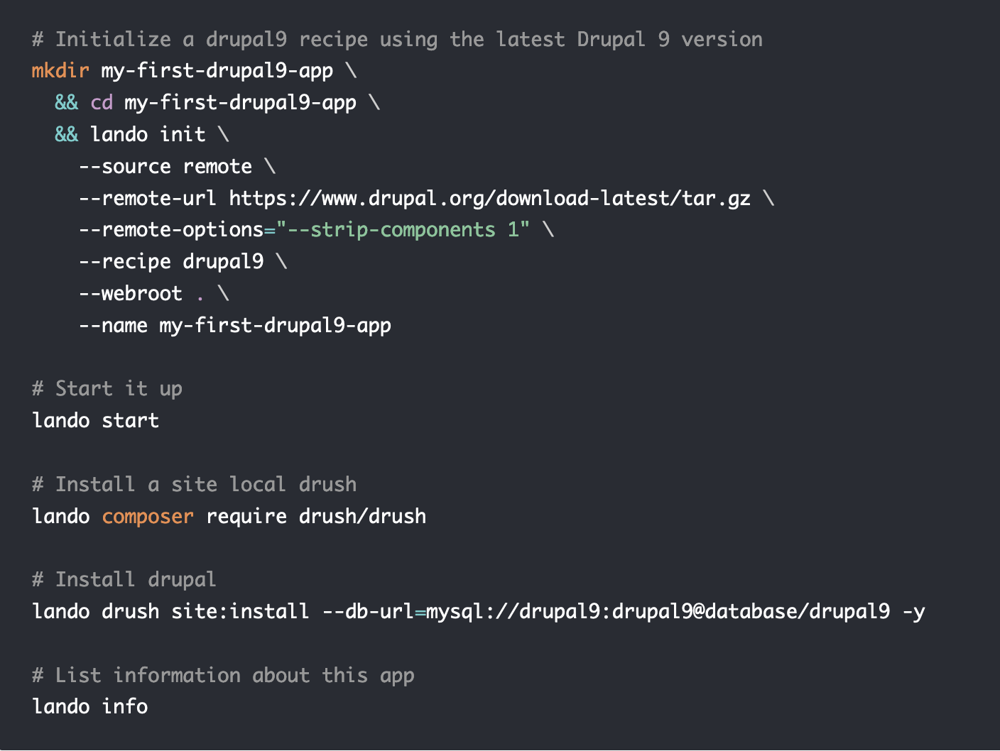 # Initialize a drupal9 recipe using the latest Drupal 9 version
mkdir my-first-drupal9-app \
  && cd my-first-drupal9-app \
  && lando init \
    --source remote \
    --remote-url https://www.drupal.org/download-latest/tar.gz \
    --remote-options="--strip-components 1" \
    --recipe drupal9 \
    --webroot . \
    --name my-first-drupal9-app

# Start it up
lando start

# Install a site local drush
lando composer require drush/drush

# Install drupal
lando drush site:install --db-url=mysql://drupal9:drupal9@database/drupal9 -y

# List information about this app
lando info